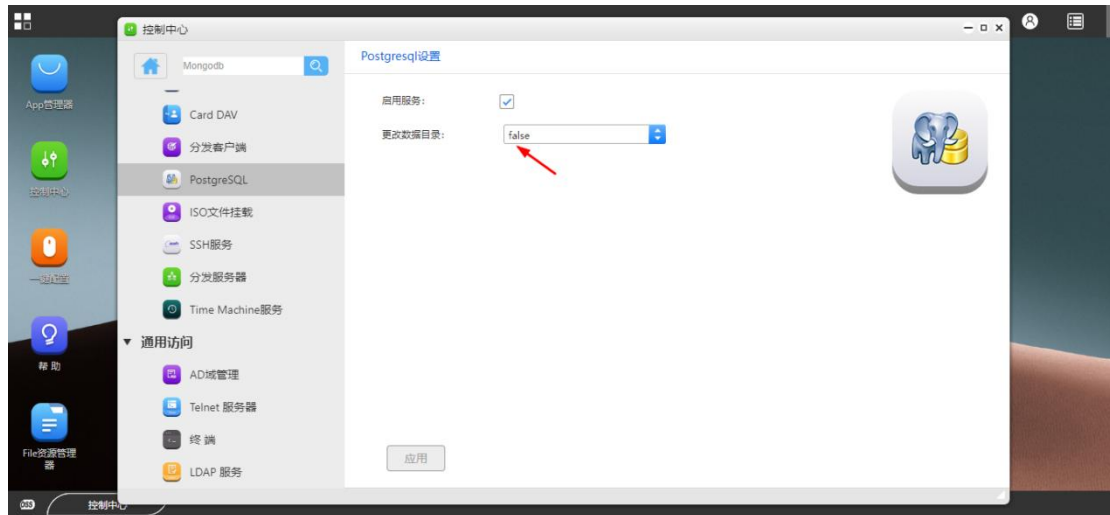 控制中心
App管理器
控制中心
一键配置
帮 助
File资源管理
器
Mongodb
Card DAV
分发客户端
PostgreSQL
ISO文件挂载
SSH服务
分发服务器
Time Machine服务
▼ 通用访问
AD域管理
Telnet 服务器
终 端
LDAP 服务
Postgresql设置
启用服务:
更改数据目录: false
应用
控制中心